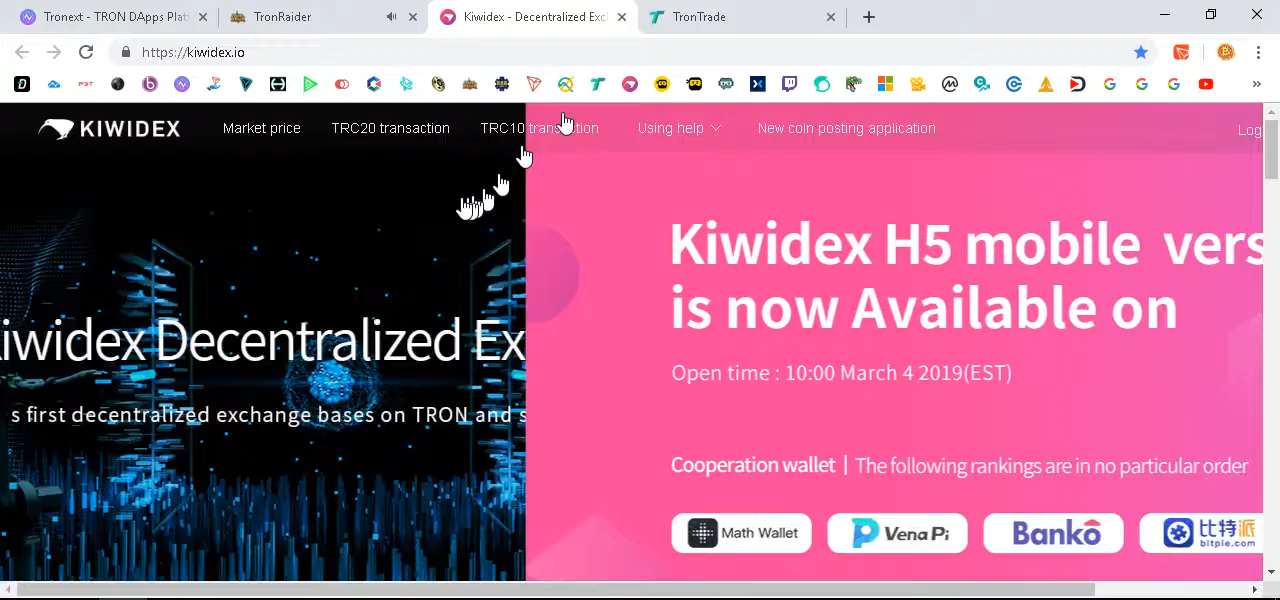 Tronext - TRON DApps Plat
TronRaider
Kiwidex - Decentralized Exc
TronTrade
https://kiwidex.io
KIWIDEX
Market price
TRC20 transaction
TRC10 transaction
Using help
New coin posting application
Log
Kiwidex H5 mobile vers
is now Available on
Open time : 10:00 March 4 2019(EST)
iwidex Decentralized Ex
s first decentralized exchange bases on TRON and s
Cooperation wallet | The following rankings are in no particular order
Math Wallet
Vena Pi
Banko
比特派
bitpie.com